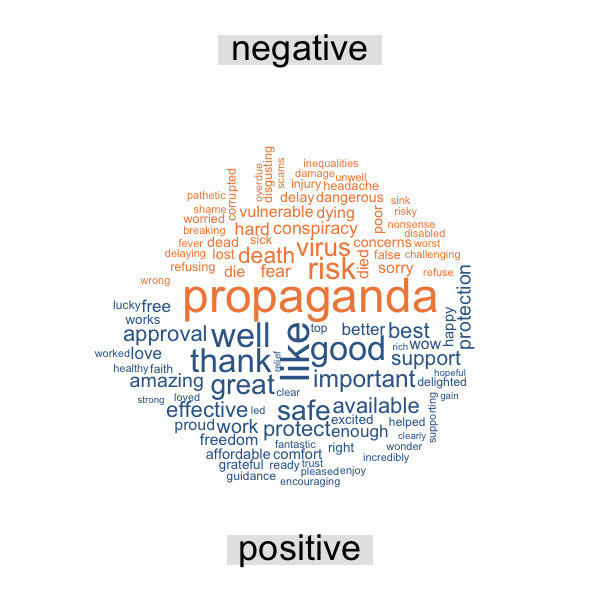 negative
inequalities
damage
unwell
overdue
disgusting
scams
corrupted
injury headache
pathetic
delay dangerous
sink
shame
vulnerable dying
poor
risky
worried
hard conspiracy
nonsense
breaking
disabled
fever dead sick virus concerns worst
delaying lost death died false challenging
refusing die fear risk sorry refuse
wrong
propaganda
protection
lucky free
works
approval well like top better best happy
good rich wow
worked love thank relief support
healthy faith
hopeful
amazing great important delighted
strong loved clear gain
effective led safe available supporting
proud work protect enough excited helped
freedom fantastic right clearly
wonder
affordable comfort incredibly
grateful ready trust
guidance pleased enjoy
encouraging
positive